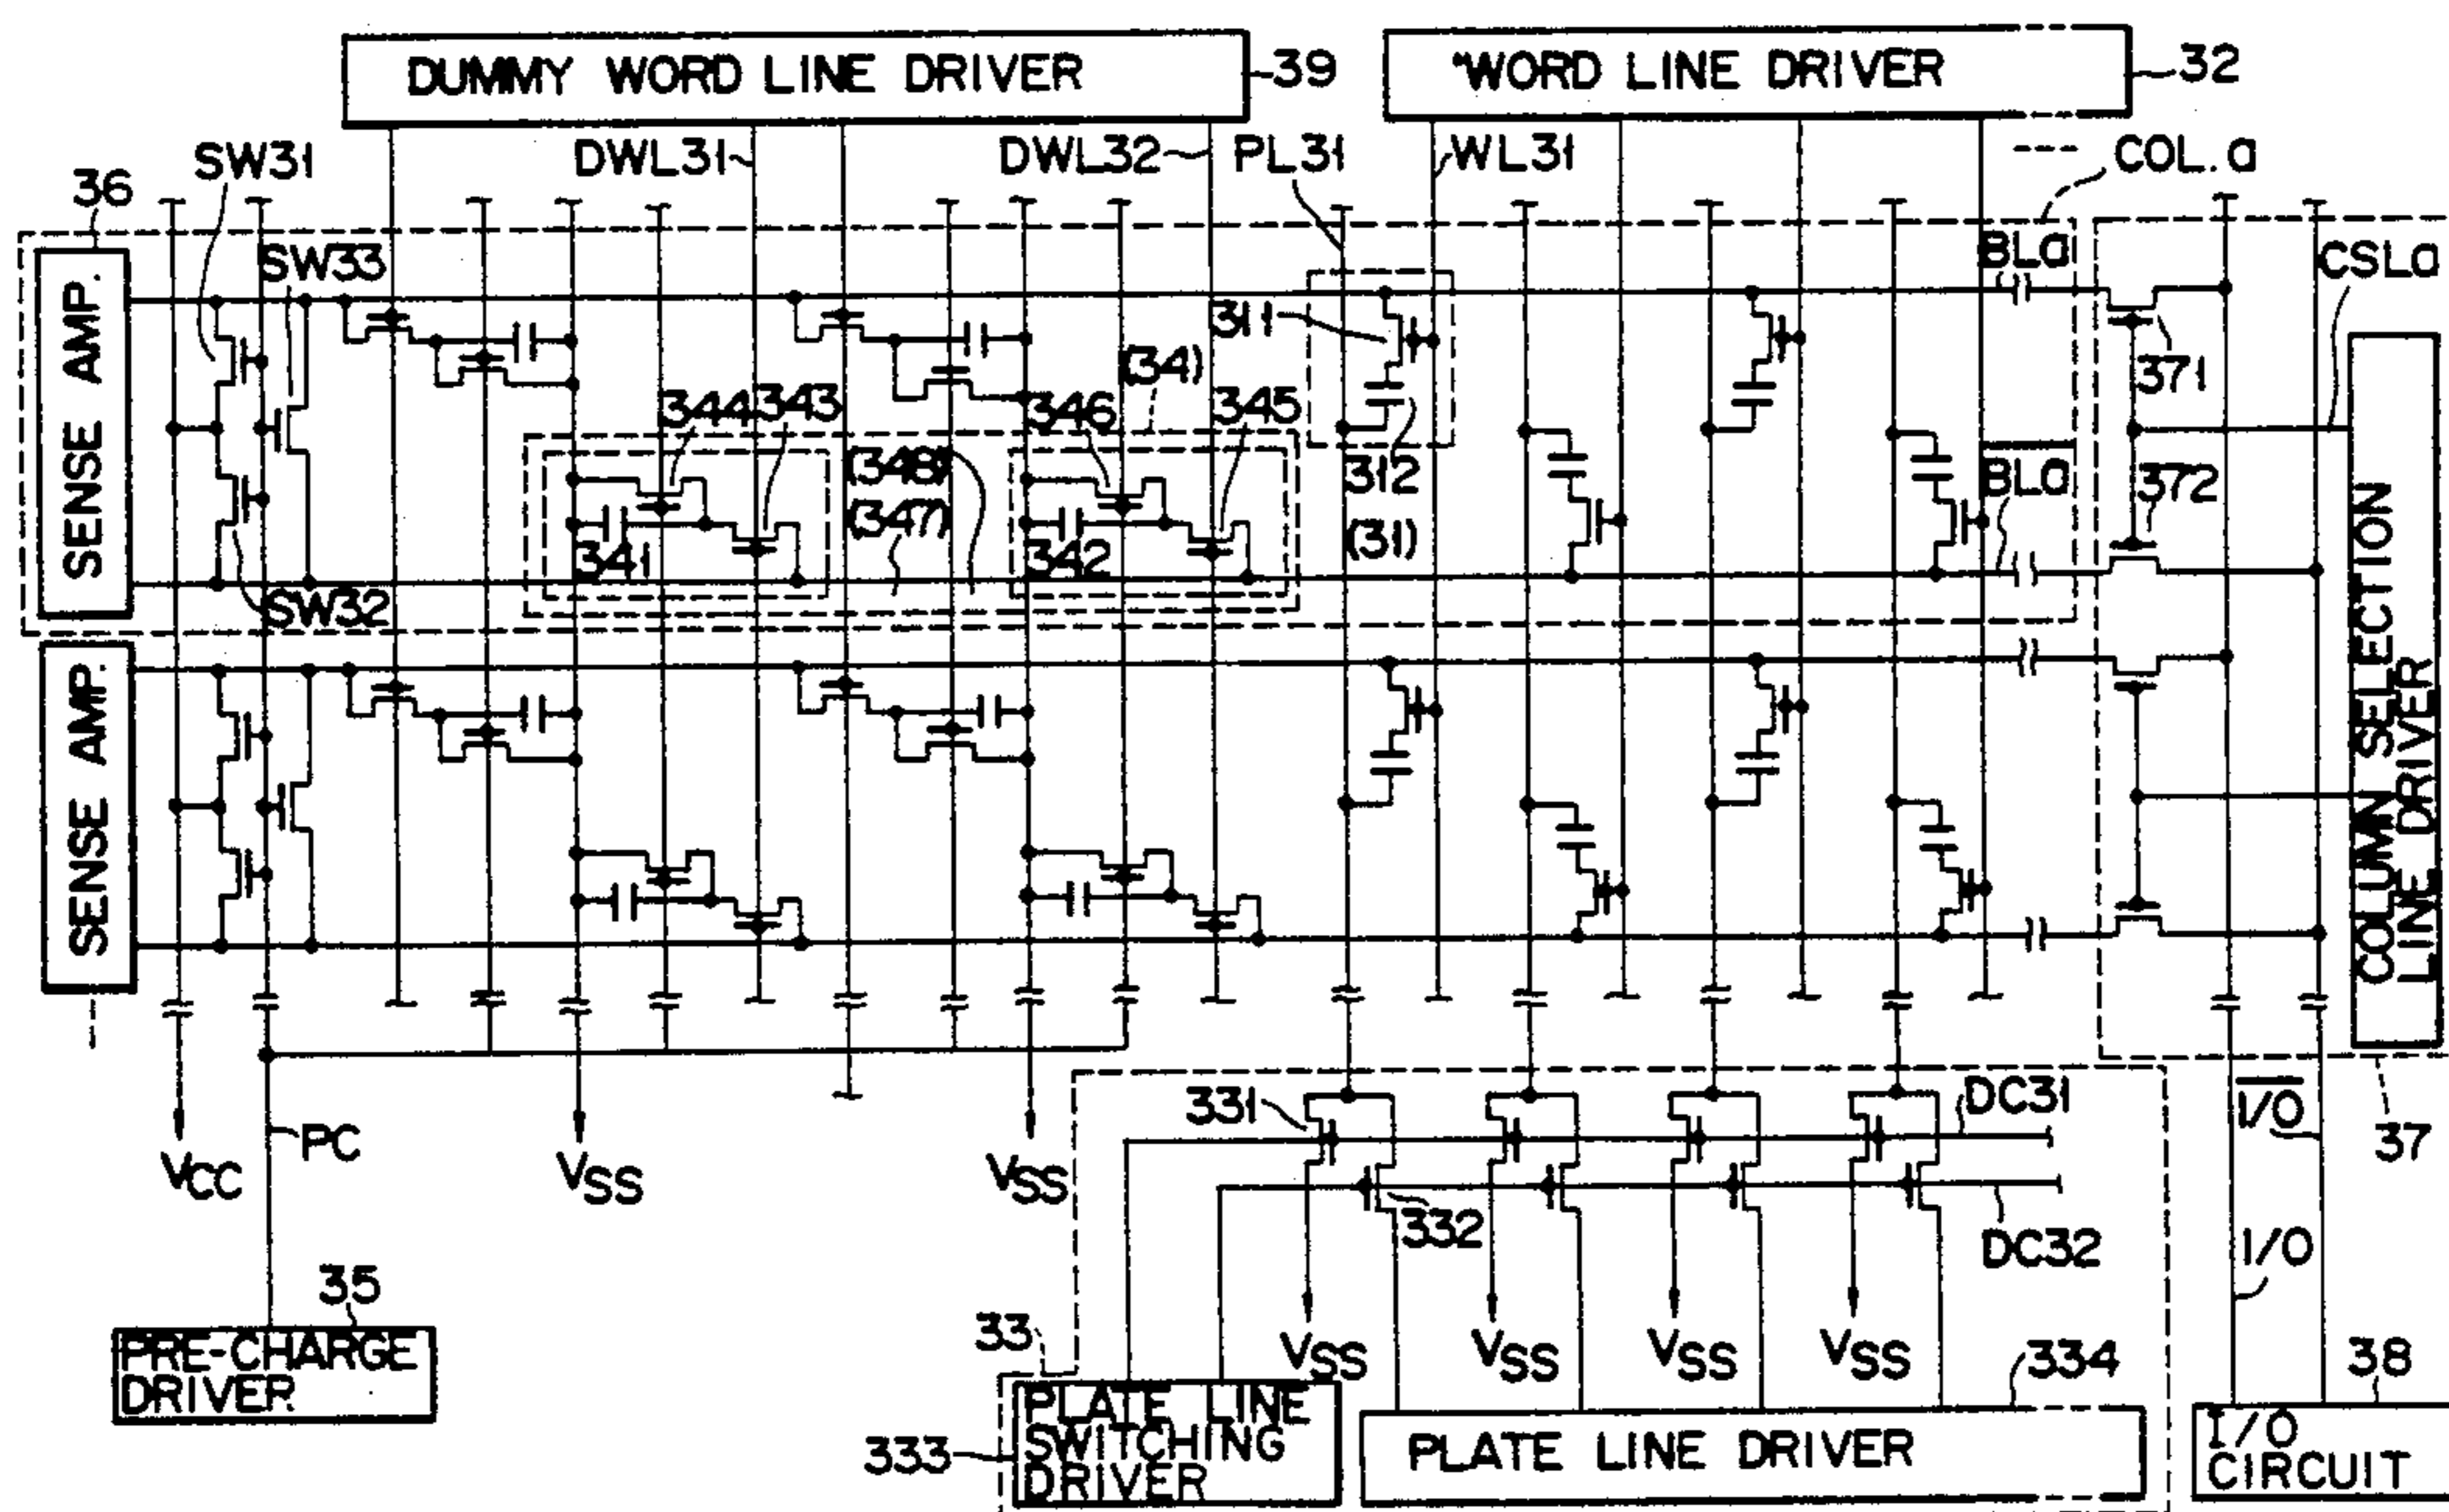 DUMMY WORD LINE DRIVER
39
WORD LINE DRIVER
32
SW31
DWL31
DWL32
PL31
WL31
COL.a
36
SENSE AMP.
SW33
BLa
CSLa
311
371
(34)
344
343
346
345
(348)
(347)
312
(31)
B̅L̅a̅
372
341
342
SW32
SENSE AMP.
COLUMN SELECTION
LINE DRIVER
VCC
PC
VSS
VSS
331
DC31
332
DC32
I̅/̅O̅
37
I/O
35
PRE-CHARGE
DRIVER
33
VSS
VSS
VSS
VSS
334
38
333
PLATE LINE
SWITCHING
DRIVER
PLATE LINE DRIVER
I/O
CIRCUIT